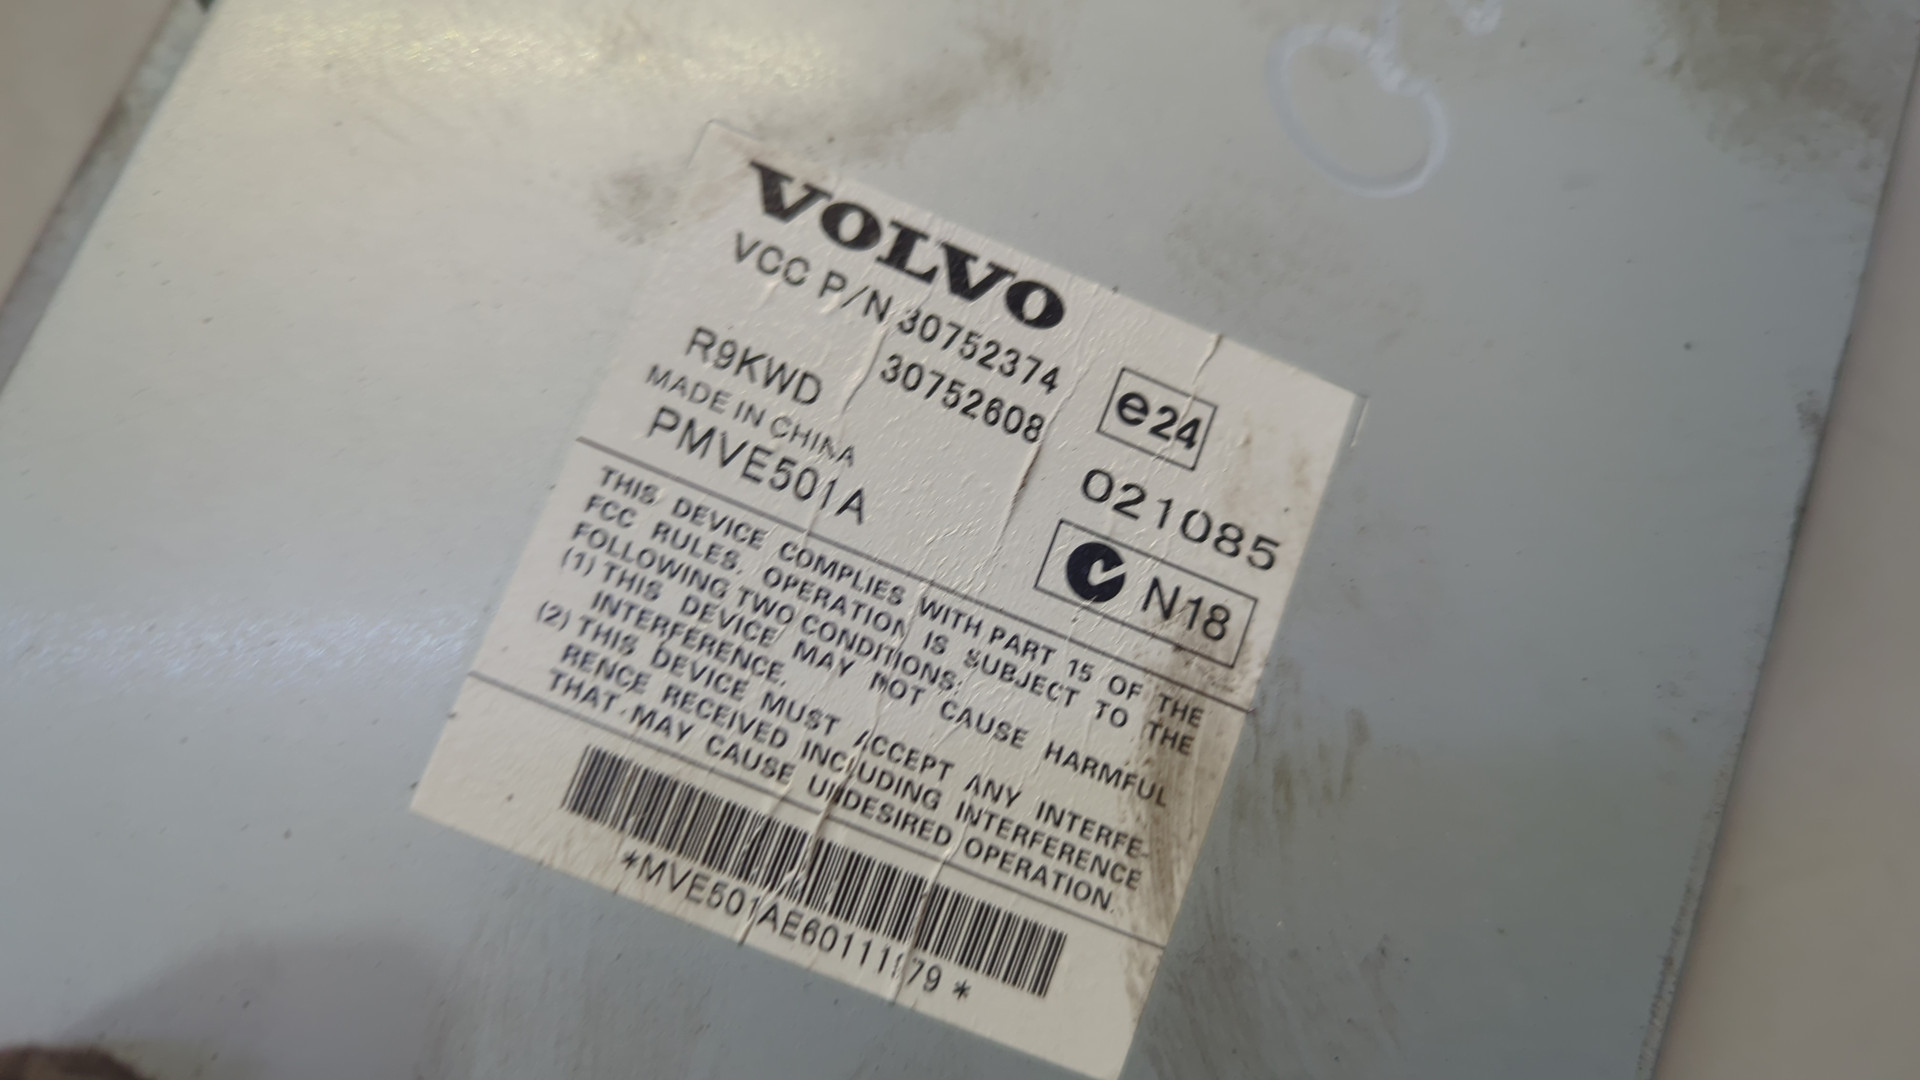 VOLVO
VCC P/N 30752374
30752608
R9KWD
MADE IN CHINA
PMVE501A
e24
021085
N18
THIS DEVICE COMPLIES WITH PART 15 OF THE
FCC RULES. OPERATION IS SUBJECT TO THE
FOLLOWING TWO CONDITIONS:
(1) THIS DEVICE MAY NOT CAUSE HARMFUL
INTERFERENCE.
(2) THIS DEVICE MUST ACCEPT ANY INTERFE-
RENCE RECEIVED INCLUDING INTERFERENCE
THAT MAY CAUSE UNDESIRED OPERATION.